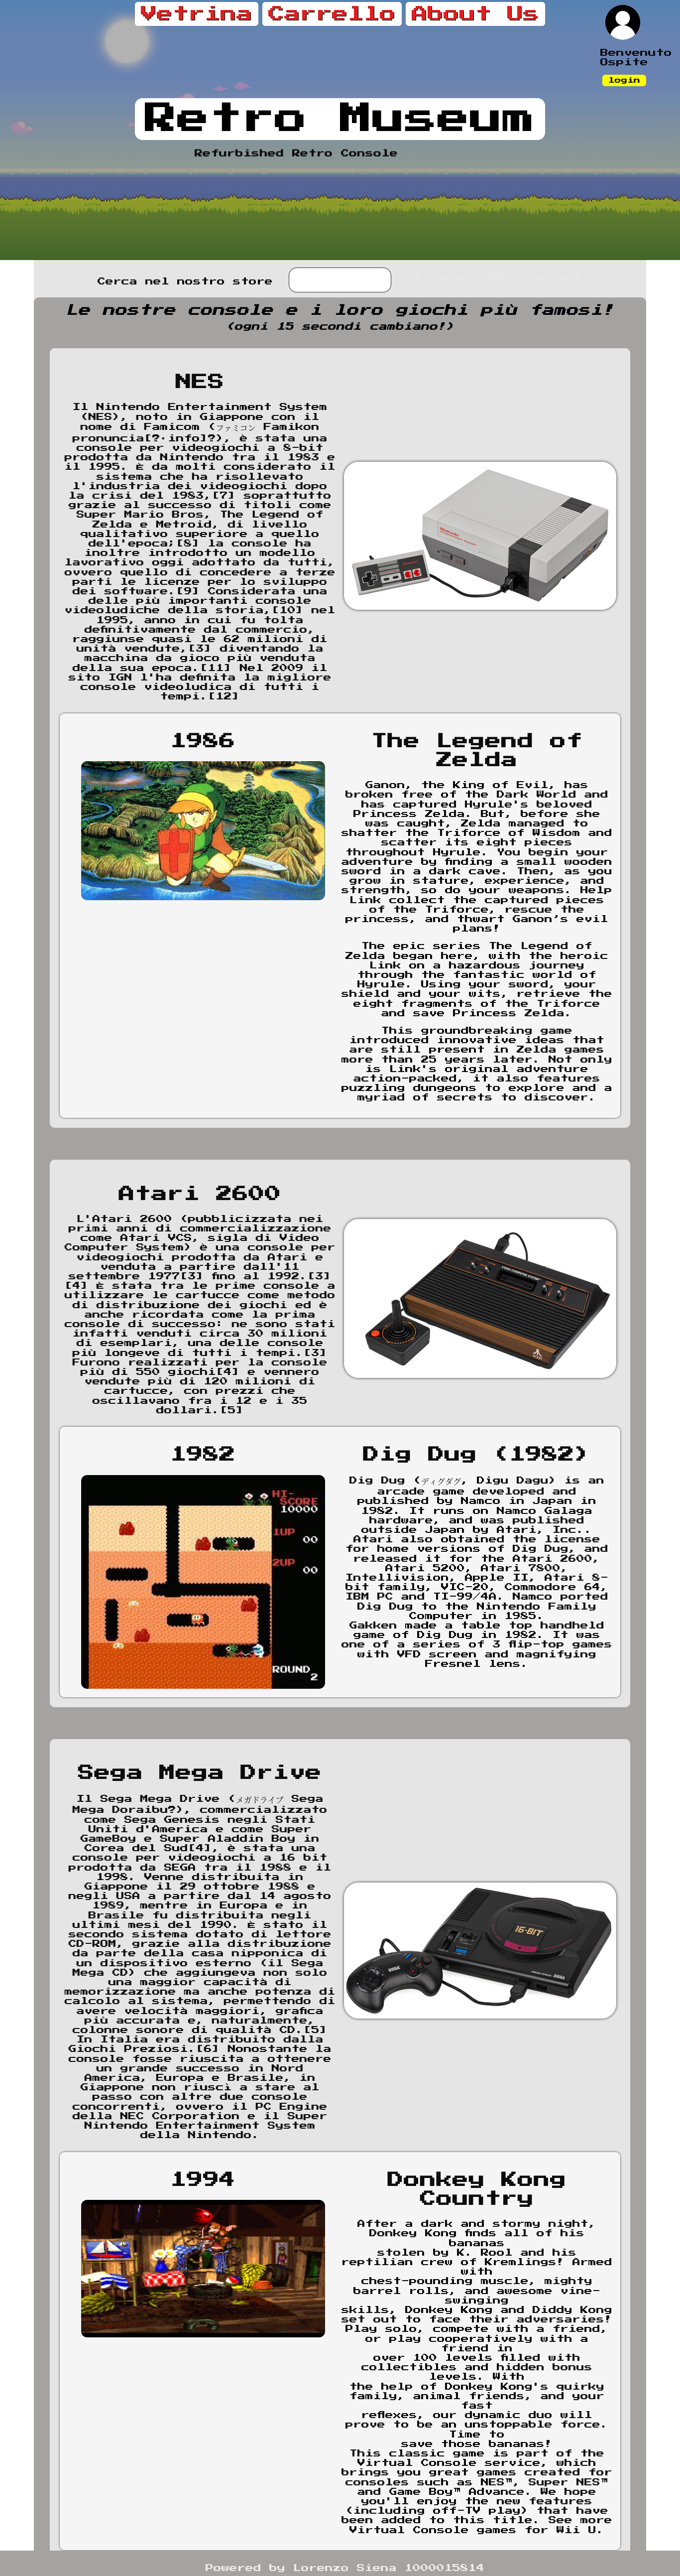 Vetrina Carrello About Us
Benvenuto
Ospite
login
Retro Museum
Refurbished Retro Console
Cerca nel nostro store
Le nostre console e i loro giochi più famosi!
(ogni 15 secondi cambiano!)
NES
Il Nintendo Entertainment System
(NES), noto in Giappone con il
nome di Famicom (ファミコン Famikon
pronuncia[?·info]?), è stata una
console per videogiochi a 8-bit
prodotta da Nintendo tra il 1983 e
il 1995. È da molti considerato il
sistema che ha risollevato
l'industria dei videogiochi dopo
la crisi del 1983,[7] soprattutto
grazie al successo di titoli come
Super Mario Bros, The Legend of
Zelda e Metroid, di livello
qualitativo superiore a quello
dell'epoca;[8] la console ha
inoltre introdotto un modello
lavorativo oggi adottato da tutti,
ovvero quello di concedere a terze
parti le licenze per lo sviluppo
dei software.[9] Considerata una
delle più importanti console
videoludiche della storia,[10] nel
1995, anno in cui fu tolta
definitivamente dal commercio,
raggiunse quasi le 62 milioni di
unità vendute,[3] diventando la
macchina da gioco più venduta
della sua epoca.[11] Nel 2009 il
sito IGN l'ha definita la migliore
console videoludica di tutti i
tempi.[12]
1986
The Legend of
Zelda
Ganon, the King of Evil, has
broken free of the Dark World and
has captured Hyrule's beloved
Princess Zelda. But, before she
was caught, Zelda managed to
shatter the Triforce of Wisdom and
scatter its eight pieces
throughout Hyrule. You begin your
adventure by finding a small wooden
sword in a dark cave. Then, as you
grow in stature, experience, and
strength, so do your weapons. Help
Link collect the captured pieces
of the Triforce, rescue the
princess, and thwart Ganon’s evil
plans!
The epic series The Legend of
Zelda began here, with the heroic
Link on a hazardous journey
through the fantastic world of
Hyrule. Using your sword, your
shield and your wits, retrieve the
eight fragments of the Triforce
and save Princess Zelda.
This groundbreaking game
introduced innovative ideas that
are still present in Zelda games
more than 25 years later. Not only
is Link's original adventure
action-packed, it also features
puzzling dungeons to explore and a
myriad of secrets to discover.
Atari 2600
L'Atari 2600 (pubblicizzata nei
primi anni di commercializzazione
come Atari VCS, sigla di Video
Computer System) è una console per
videogiochi prodotta da Atari e
venduta a partire dall'11
settembre 1977[3] fino al 1992.[3]
[4] È stata tra le prime console a
utilizzare le cartucce come metodo
di distribuzione dei giochi ed è
anche ricordata come la prima
console di successo: ne sono stati
infatti venduti circa 30 milioni
di esemplari, una delle console
più longeve di tutti i tempi.[3]
Furono realizzati per la console
più di 550 giochi[4] e vennero
vendute più di 120 milioni di
cartucce, con prezzi che
oscillavano fra i 12 e i 35
dollari.[5]
1982
HI-
SCORE
10000
1UP
00
2UP
00
ROUND
2
Dig Dug (1982)
Dig Dug (ディグダグ, Digu Dagu) is an
arcade game developed and
published by Namco in Japan in
1982. It runs on Namco Galaga
hardware, and was published
outside Japan by Atari, Inc..
Atari also obtained the license
for home versions of Dig Dug, and
released it for the Atari 2600,
Atari 5200, Atari 7800,
Intellivision, Apple II, Atari 8-
bit family, VIC-20, Commodore 64,
IBM PC and TI-99/4A. Namco ported
Dig Dug to the Nintendo Family
Computer in 1985.
Gakken made a table top handheld
game of Dig Dug in 1982. It was
one of a series of 3 flip-top games
with VFD screen and magnifying
Fresnel lens.
Sega Mega Drive
Il Sega Mega Drive (メガドライブ Sega
Mega Doraibu?), commercializzato
come Sega Genesis negli Stati
Uniti d'America e come Super
GameBoy e Super Aladdin Boy in
Corea del Sud[4], è stata una
console per videogiochi a 16 bit
prodotta da SEGA tra il 1988 e il
1998. Venne distribuita in
Giappone il 29 ottobre 1988 e
negli USA a partire dal 14 agosto
1989, mentre in Europa e in
Brasile fu distribuita negli
ultimi mesi del 1990. È stato il
secondo sistema dotato di lettore
CD-ROM, grazie alla distribuzione
da parte della casa nipponica di
un dispositivo esterno (il Sega
Mega CD) che aggiungeva non solo
una maggior capacità di
memorizzazione ma anche potenza di
calcolo al sistema, permettendo di
avere velocità maggiori, grafica
più accurata e, naturalmente,
colonne sonore di qualità CD.[5]
In Italia era distribuito dalla
Giochi Preziosi.[6] Nonostante la
console fosse riuscita a ottenere
un grande successo in Nord
America, Europa e Brasile, in
Giappone non riuscì a stare al
passo con altre due console
concorrenti, ovvero il PC Engine
della NEC Corporation e il Super
Nintendo Entertainment System
della Nintendo.
16-BIT
1994
Donkey Kong
Country
After a dark and stormy night,
Donkey Kong finds all of his
bananas
stolen by K. Rool and his
reptilian crew of Kremlings! Armed
with
chest-pounding muscle, mighty
barrel rolls, and awesome vine-
swinging
skills, Donkey Kong and Diddy Kong
set out to face their adversaries!
Play solo, compete with a friend,
or play cooperatively with a
friend in
over 100 levels filled with
collectibles and hidden bonus
levels. With
the help of Donkey Kong's quirky
family, animal friends, and your
fast
reflexes, our dynamic duo will
prove to be an unstoppable force.
Time to
save those bananas!
This classic game is part of the
Virtual Console service, which
brings you great games created for
consoles such as NES™, Super NES™
and Game Boy™ Advance. We hope
you'll enjoy the new features
(including off-TV play) that have
been added to this title. See more
Virtual Console games for Wii U.
Powered by Lorenzo Siena 1000015814